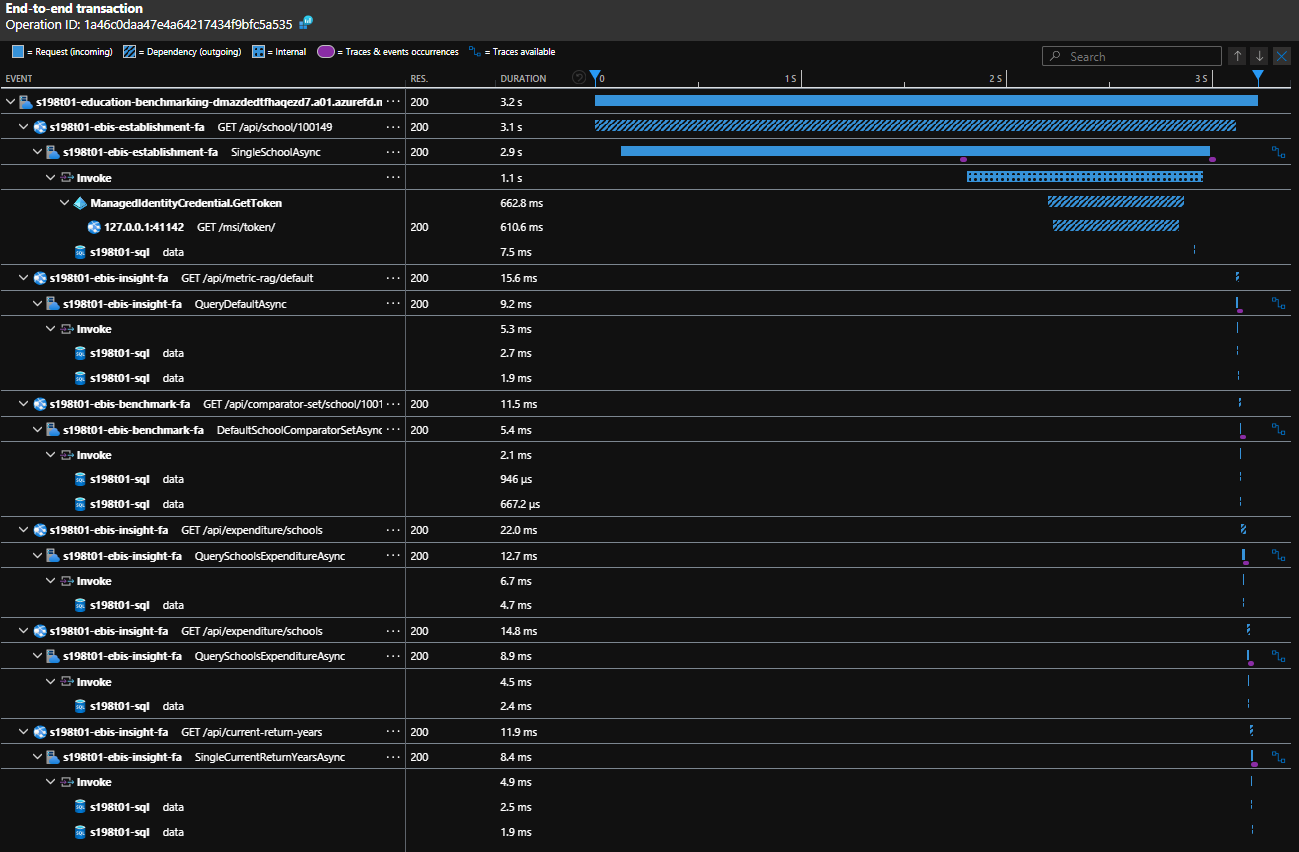 End-to-end transaction
Operation ID: 1a46c0daa47e4a64217434f9bfc5a535
= Request (incoming) = Dependency (outgoing) = Internal = Traces & events occurrences = Traces available
Search
EVENT RES. DURATION 0 1 S 2 S 3 S
s198t01-education-benchmarking-dmazdedtfhaqezd7.a01.azurefd.n ··· 200 3.2 s
s198t01-ebis-establishment-fa GET /api/school/100149 ··· 200 3.1 s
s198t01-ebis-establishment-fa SingleSchoolAsync ··· 200 2.9 s
Invoke ··· 1.1 s
ManagedIdentityCredential.GetToken 662.8 ms
127.0.0.1:41142 GET /msi/token/ 200 610.6 ms
s198t01-sql data 7.5 ms
s198t01-ebis-insight-fa GET /api/metric-rag/default ··· 200 15.6 ms
s198t01-ebis-insight-fa QueryDefaultAsync ··· 200 9.2 ms
Invoke 5.3 ms
s198t01-sql data 2.7 ms
s198t01-sql data 1.9 ms
s198t01-ebis-benchmark-fa GET /api/comparator-set/school/1001 ··· 200 11.5 ms
s198t01-ebis-benchmark-fa DefaultSchoolComparatorSetAsync ··· 200 5.4 ms
Invoke 2.1 ms
s198t01-sql data 946 µs
s198t01-sql data 667.2 µs
s198t01-ebis-insight-fa GET /api/expenditure/schools ··· 200 22.0 ms
s198t01-ebis-insight-fa QuerySchoolsExpenditureAsync ··· 200 12.7 ms
Invoke 6.7 ms
s198t01-sql data 4.7 ms
s198t01-ebis-insight-fa GET /api/expenditure/schools ··· 200 14.8 ms
s198t01-ebis-insight-fa QuerySchoolsExpenditureAsync ··· 200 8.9 ms
Invoke 4.5 ms
s198t01-sql data 2.4 ms
s198t01-ebis-insight-fa GET /api/current-return-years ··· 200 11.9 ms
s198t01-ebis-insight-fa SingleCurrentReturnYearsAsync ··· 200 8.4 ms
Invoke 4.9 ms
s198t01-sql data 2.5 ms
s198t01-sql data 1.9 ms